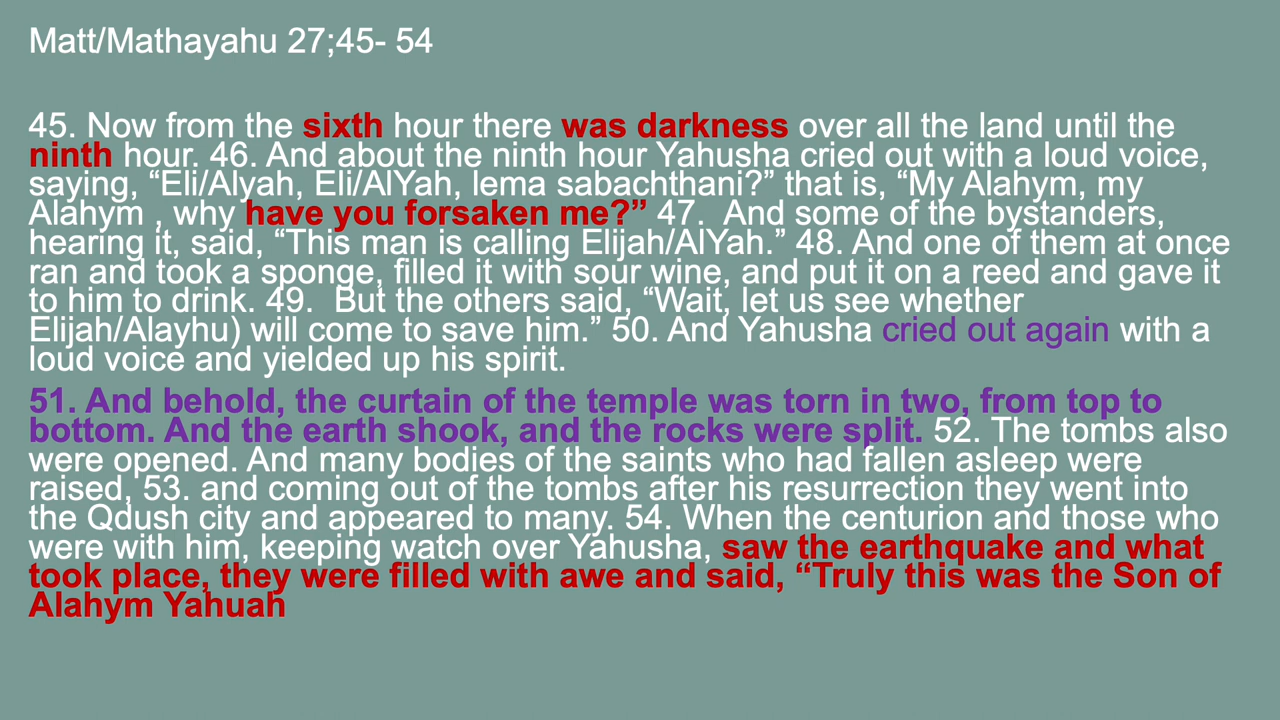 Matt/Mathayahu 27;45- 54
45. Now from the sixth hour there was darkness over all the land until the
ninth hour. 46. And about the ninth hour Yahusha cried out with a loud voice,
saying, “Eli/Alyah, Eli/AlYah, lema sabachthani?” that is, “My Alahym, my
Alahym , why have you forsaken me?” 47.  And some of the bystanders,
hearing it, said, “This man is calling Elijah/AlYah.” 48. And one of them at once
ran and took a sponge, filled it with sour wine, and put it on a reed and gave it
to him to drink. 49.  But the others said, “Wait, let us see whether
Elijah/Alayhu) will come to save him.” 50. And Yahusha cried out again with a
loud voice and yielded up his spirit.
51. And behold, the curtain of the temple was torn in two, from top to
bottom. And the earth shook, and the rocks were split. 52. The tombs also
were opened. And many bodies of the saints who had fallen asleep were
raised, 53. and coming out of the tombs after his resurrection they went into
the Qdush city and appeared to many. 54. When the centurion and those who
were with him, keeping watch over Yahusha, saw the earthquake and what
took place, they were filled with awe and said, “Truly this was the Son of
Alahym Yahuah